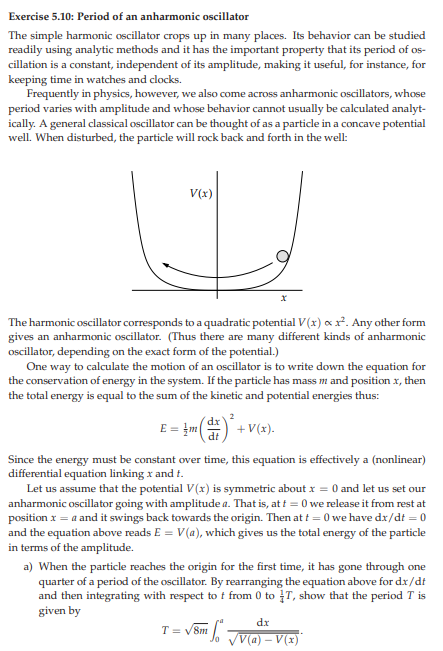 Exercise 5.10: Period of an anharmonic oscillator
The simple harmonic oscillator crops up in many places. Its behavior can be studied
readily using analytic methods and it has the important property that its period of os-
cillation is a constant, independent of its amplitude, making it useful, for instance, for
keeping time in watches and clocks.
Frequently in physics, however, we also come across anharmonic oscillators, whose
period varies with amplitude and whose behavior cannot usually be calculated analyt-
ically. A general classical oscillator can be thought of as a particle in a concave potential
well. When disturbed, the particle will rock back and forth in the well:
V(x)
x
The harmonic oscillator corresponds to a quadratic potential V(x) ∝ x². Any other form
gives an anharmonic oscillator. (Thus there are many different kinds of anharmonic
oscillator, depending on the exact form of the potential.)
One way to calculate the motion of an oscillator is to write down the equation for
the conservation of energy in the system. If the particle has mass m and position x, then
the total energy is equal to the sum of the kinetic and potential energies thus:
E = ½m(dx/dt)² + V(x).
Since the energy must be constant over time, this equation is effectively a (nonlinear)
differential equation linking x and t.
Let us assume that the potential V(x) is symmetric about x = 0 and let us set our
anharmonic oscillator going with amplitude a. That is, at t = 0 we release it from rest at
position x = a and it swings back towards the origin. Then at t = 0 we have dx/dt = 0
and the equation above reads E = V(a), which gives us the total energy of the particle
in terms of the amplitude.
a) When the particle reaches the origin for the first time, it has gone through one
quarter of a period of the oscillator. By rearranging the equation above for dx/dt
and then integrating with respect to t from 0 to ¼T, show that the period T is
given by
T = √8m ∫₀ᵃ dx/√(V(a) − V(x)).